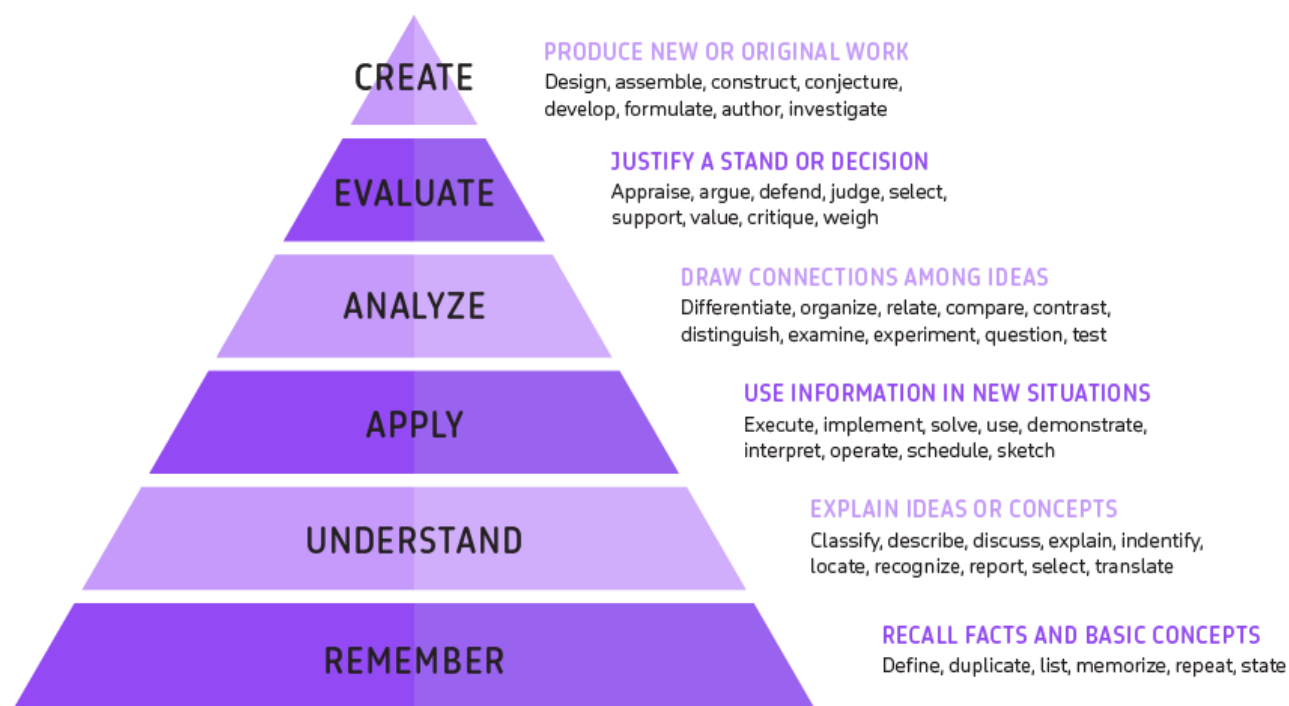 CREATE
PRODUCE NEW OR ORIGINAL WORK
Design, assemble, construct, conjecture,
develop, formulate, author, investigate
EVALUATE
JUSTIFY A STAND OR DECISION
Appraise, argue, defend, judge, select,
support, value, critique, weigh
ANALYZE
DRAW CONNECTIONS AMONG IDEAS
Differentiate, organize, relate, compare, contrast,
distinguish, examine, experiment, question, test
APPLY
USE INFORMATION IN NEW SITUATIONS
Execute, implement, solve, use, demonstrate,
interpret, operate, schedule, sketch
UNDERSTAND
EXPLAIN IDEAS OR CONCEPTS
Classify, describe, discuss, explain, indentify,
locate, recognize, report, select, translate
REMEMBER
RECALL FACTS AND BASIC CONCEPTS
Define, duplicate, list, memorize, repeat, state